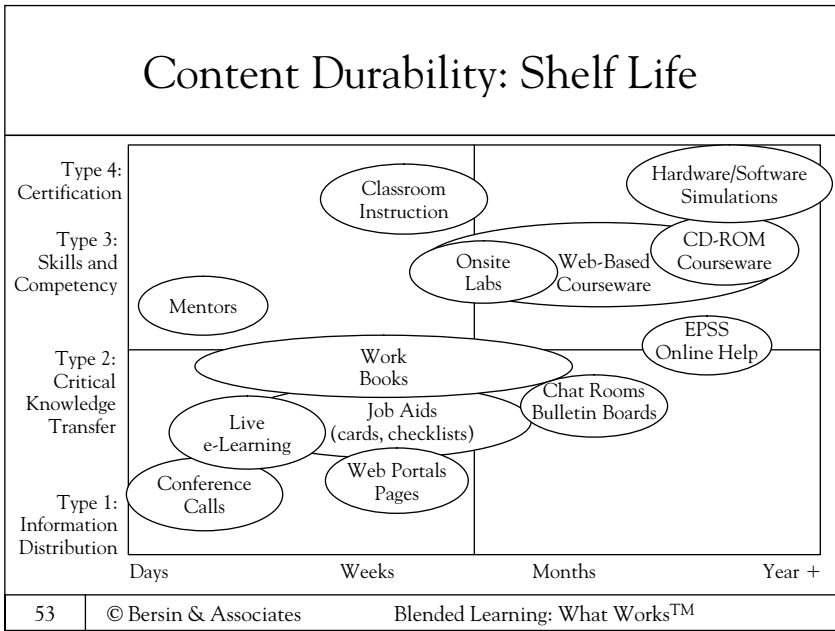 Content Durability: Shelf Life
Type 4:
Certification
Type 3:
Skills and
Competency
Type 2:
Critical
Knowledge
Transfer
Type 1:
Information
Distribution
Classroom
Instruction
Hardware/Software
Simulations
Onsite
Labs
Web-Based
Courseware
CD-ROM
Courseware
Mentors
EPSS
Online Help
Work
Books
Chat Rooms
Bulletin Boards
Live
e-Learning
Job Aids
(cards, checklists)
Conference
Calls
Web Portals
Pages
Days Weeks Months Year +
53 © Bersin & Associates Blended Learning: What Works™